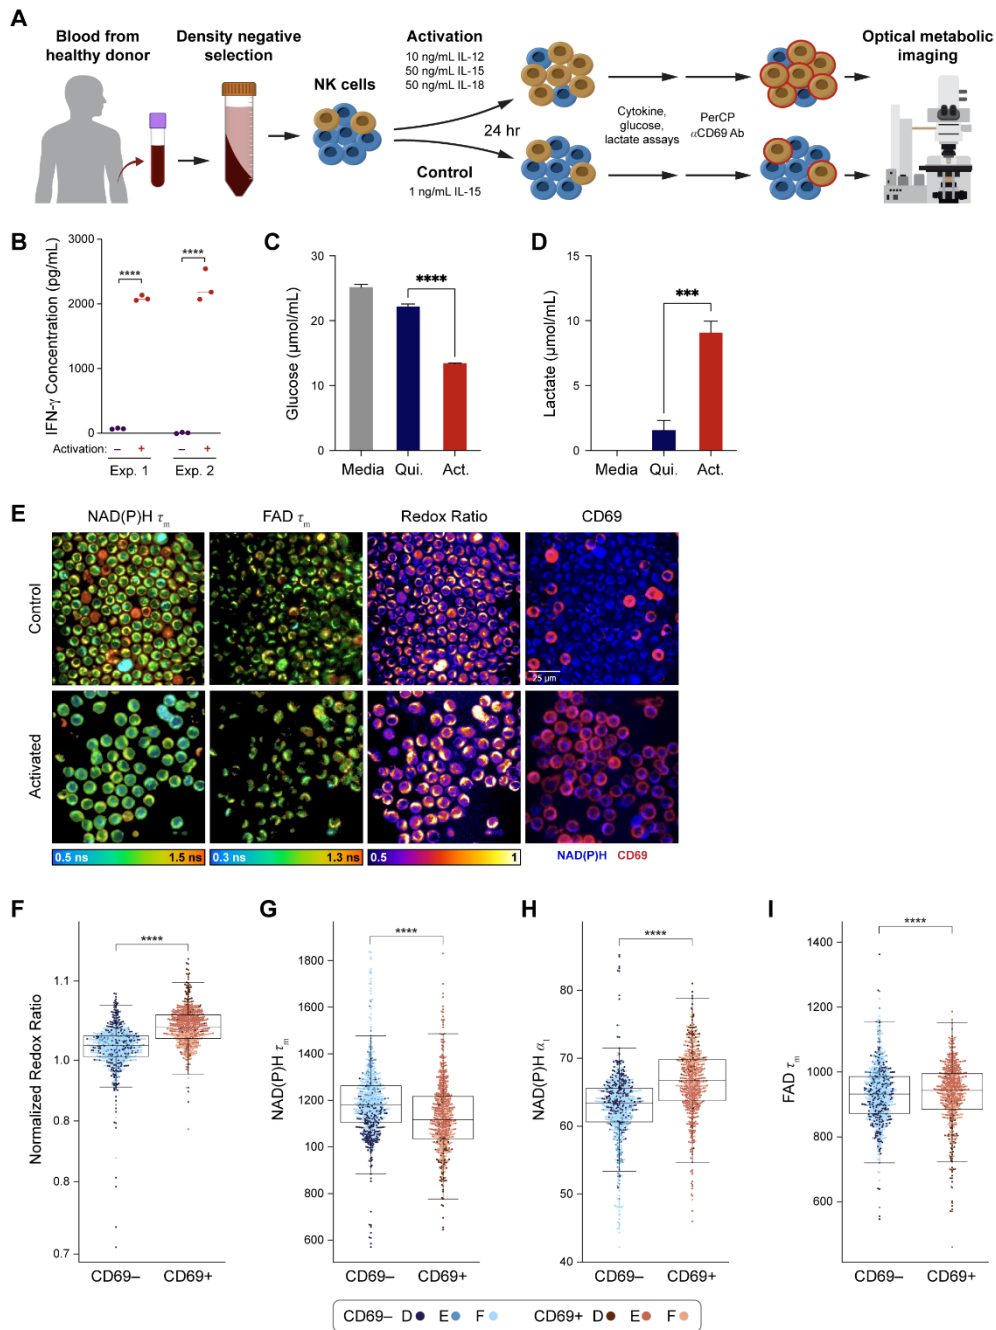 A
Blood from
healthy donor
Density negative
selection
NK cells
Activation
10 ng/mL IL-12
50 ng/mL IL-15
50 ng/mL IL-18
24 hr
Control
1 ng/mL IL-15
Cytokine,
glucose,
lactate assays
PerCP
αCD69 Ab
Optical metabolic
imaging
B
IFN-γ Concentration (pg/mL)
3000
2000
1000
0
****
****
Activation: – + – +
Exp. 1 Exp. 2
C
Glucose (μmol/mL)
30
20
10
0
****
Media Qui. Act.
D
Lactate (μmol/mL)
15
10
5
0
***
Media Qui. Act.
E
NAD(P)H τm FAD τm Redox Ratio CD69
Control
25 μm
Activated
0.5 ns 1.5 ns 0.3 ns 1.3 ns 0.5 1 NAD(P)H CD69
F
Normalized Redox Ratio
1.1
1.0
0.8
0.8
0.7
****
CD69– CD69+
G
NAD(P)H τm
1800
1600
1400
1200
100
800
600
****
CD69– CD69+
H
NAD(P)H α1
80
70
60
50
40
****
CD69– CD69+
I
FAD τm
1400
1200
1000
800
600
****
CD69– CD69+
CD69– D E F CD69+ D E F